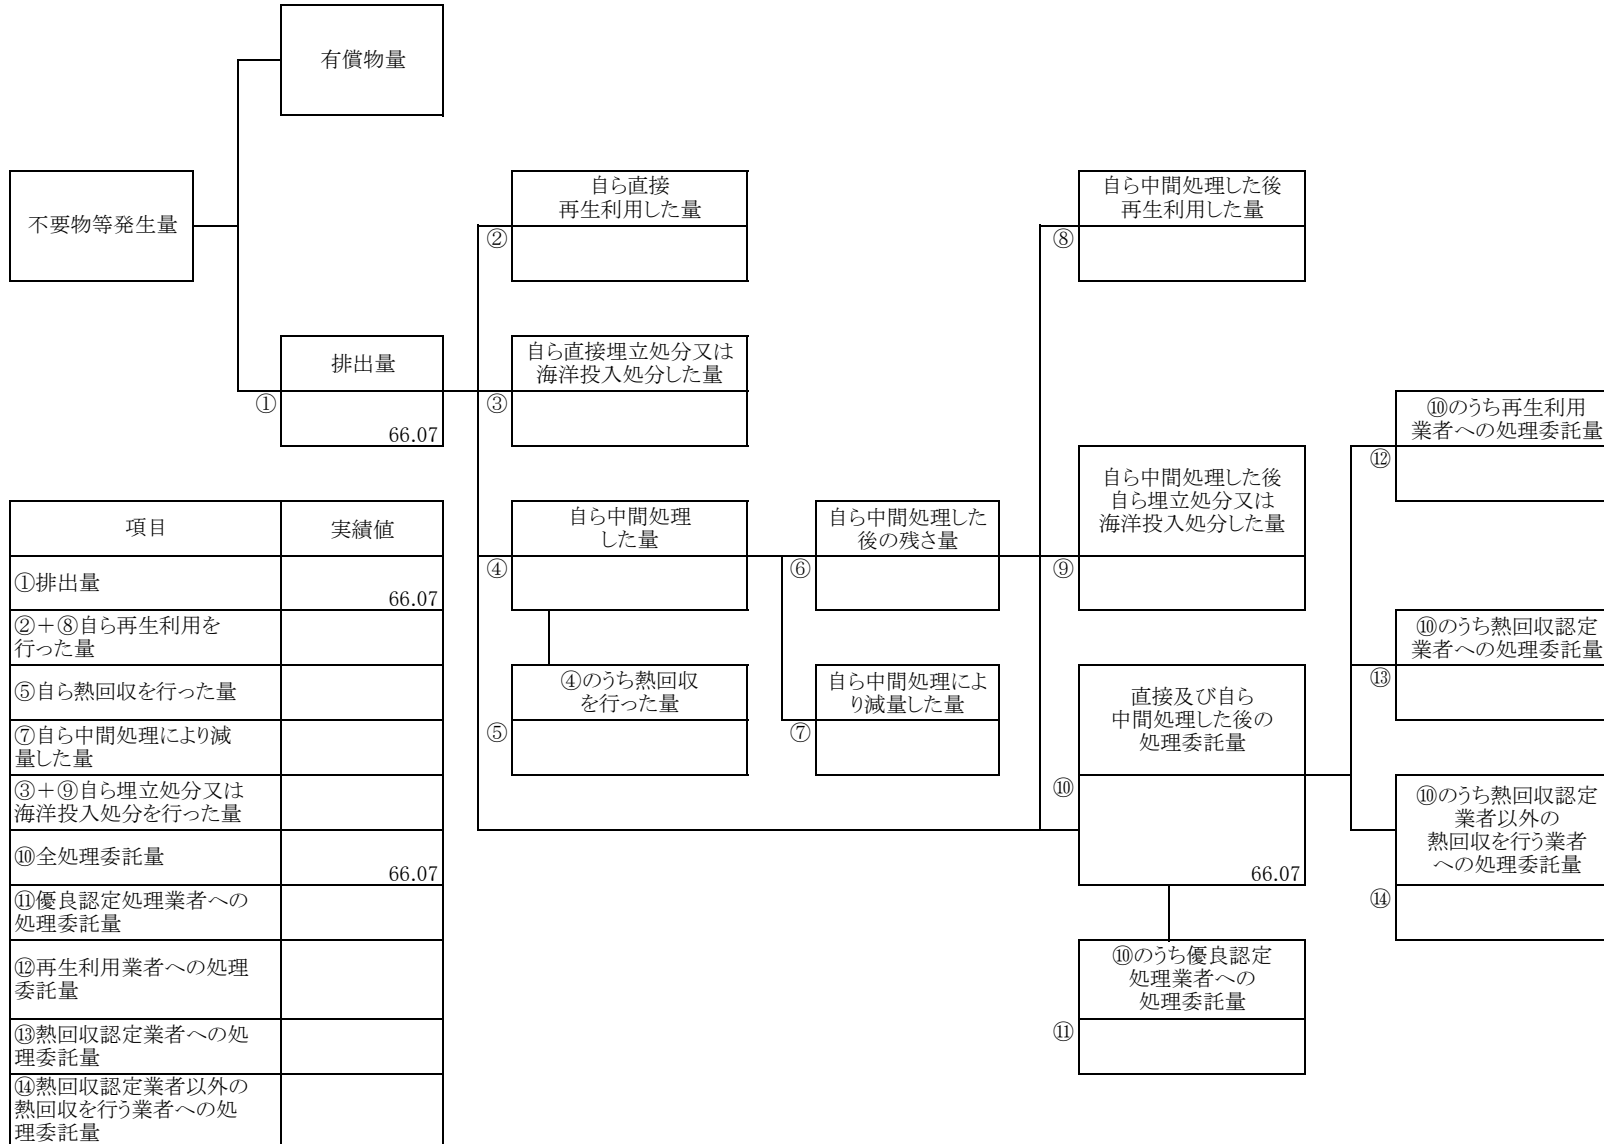 有償物量
不要物等発生量
自ら直接
再生利用した量
②
自ら中間処理した後
再生利用した量
⑧
排出量
①
66.07
自ら直接埋立処分又は
海洋投入処分した量
③
⑩のうち再生利用
業者への処理委託量
⑫
自ら中間処理した後
自ら埋立処分又は
海洋投入処分した量
⑨
自ら中間処理
した量
④
自ら中間処理した
後の残さ量
⑥
⑩のうち熱回収認定
業者への処理委託量
⑬
④のうち熱回収
を行った量
⑤
自ら中間処理によ
り減量した量
⑦
直接及び自ら
中間処理した後の
処理委託量
⑩
66.07
⑩のうち熱回収認定
業者以外の
熱回収を行う業者
への処理委託量
⑭
⑩のうち優良認定
処理業者への
処理委託量
⑪
項目 実績値
①排出量
66.07
②＋⑧自ら再生利用を
行った量
⑤自ら熱回収を行った量
⑦自ら中間処理により減
量した量
③＋⑨自ら埋立処分又は
海洋投入処分を行った量
⑩全処理委託量
66.07
⑪優良認定処理業者への
処理委託量
⑫再生利用業者への処理
委託量
⑬熱回収認定業者への処
理委託量
⑭熱回収認定業者以外の
熱回収を行う業者への処
理委託量